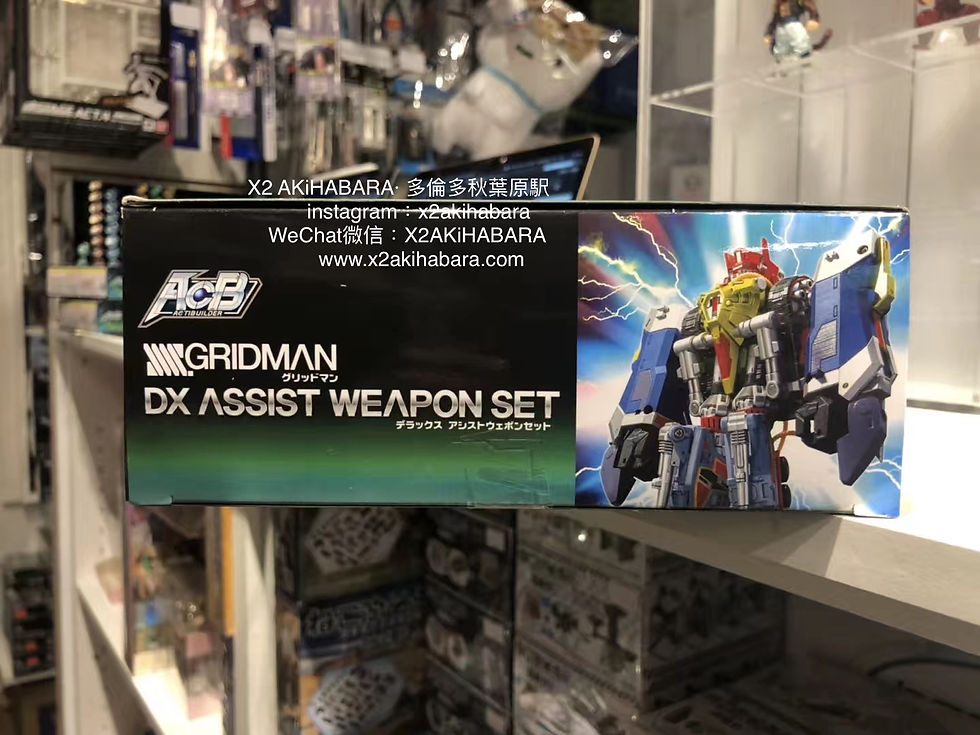 X2 AKiHABARA· 多倫多秋葉原駅
instagram：x2akihabara
WeChat微信：X2AKiHABARA
www.x2akihabara.com
ACB
ACTIBUILDER
GRIDMAN
グリッドマン
DX ASSIST WEAPON SET
デラックス アシストウェポンセット